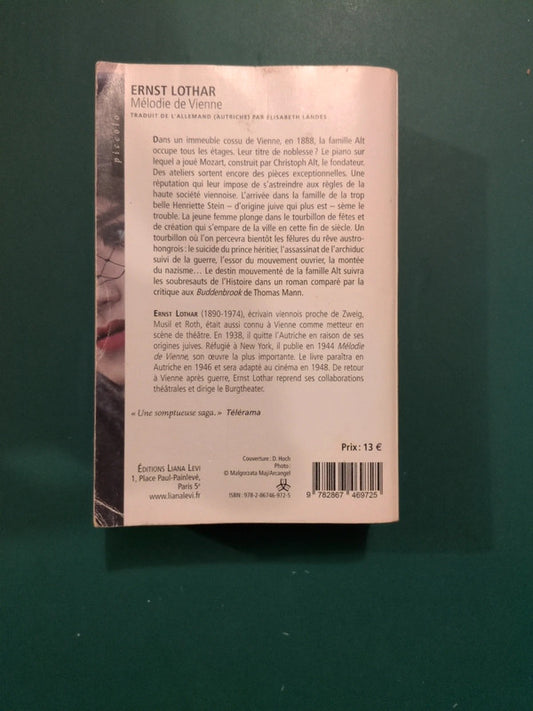 piccolo
ERNST LOTHAR
Mélodie de Vienne
TRADUIT DE L'ALLEMAND (AUTRICHE) PAR ÉLISABETH LANDES
Dans un immeuble cossu de Vienne, en 1888, la famille Alt
occupe tous les étages. Leur titre de noblesse ? Le piano sur
lequel a joué Mozart, construit par Christoph Alt, le fondateur.
Des ateliers sortent encore des pièces exceptionnelles. Une
réputation qui leur impose de s'astreindre aux règles de la
haute société viennoise. L'arrivée dans la famille de la trop
belle Henriette Stein – d'origine juive qui plus est – sème le
trouble. La jeune femme plonge dans le tourbillon de fêtes et
de création qui s'empare de la ville en cette fin de siècle. Un
tourbillon où l'on percevra bientôt les fêlures du rêve austro-
hongrois : le suicide du prince héritier, l'assassinat de l'archiduc
suivi de la guerre, l'essor du mouvement ouvrier, la montée
du nazisme... Le destin mouvementé de la famille Alt suivra
les soubresauts de l'Histoire dans un roman comparé par la
critique aux Buddenbrook de Thomas Mann.
ERNST LOTHAR (1890-1974), écrivain viennois proche de Zweig,
Musil et Roth, était aussi connu à Vienne comme metteur en
scène de théâtre. En 1938, il quitte l'Autriche en raison de ses
origines juives. Réfugié à New York, il publie en 1944 Mélodie
de Vienne, son œuvre la plus importante. Le livre paraîtra en
Autriche en 1946 et sera adapté au cinéma en 1948. De retour
à Vienne après guerre, Ernst Lothar reprend ses collaborations
théâtrales et dirige le Burgtheater.
« Une somptueuse saga. » Télérama
Prix : 13 €
ÉDITIONS LIANA LEVI
1, Place Paul-Painlevé,
Paris 5e
www.lianalevi.fr
Couverture : D. Hoch
Photo :
© Malgorzata Maj/Arcangel
ISBN : 978-2-86746-972-5
9 782867 469725